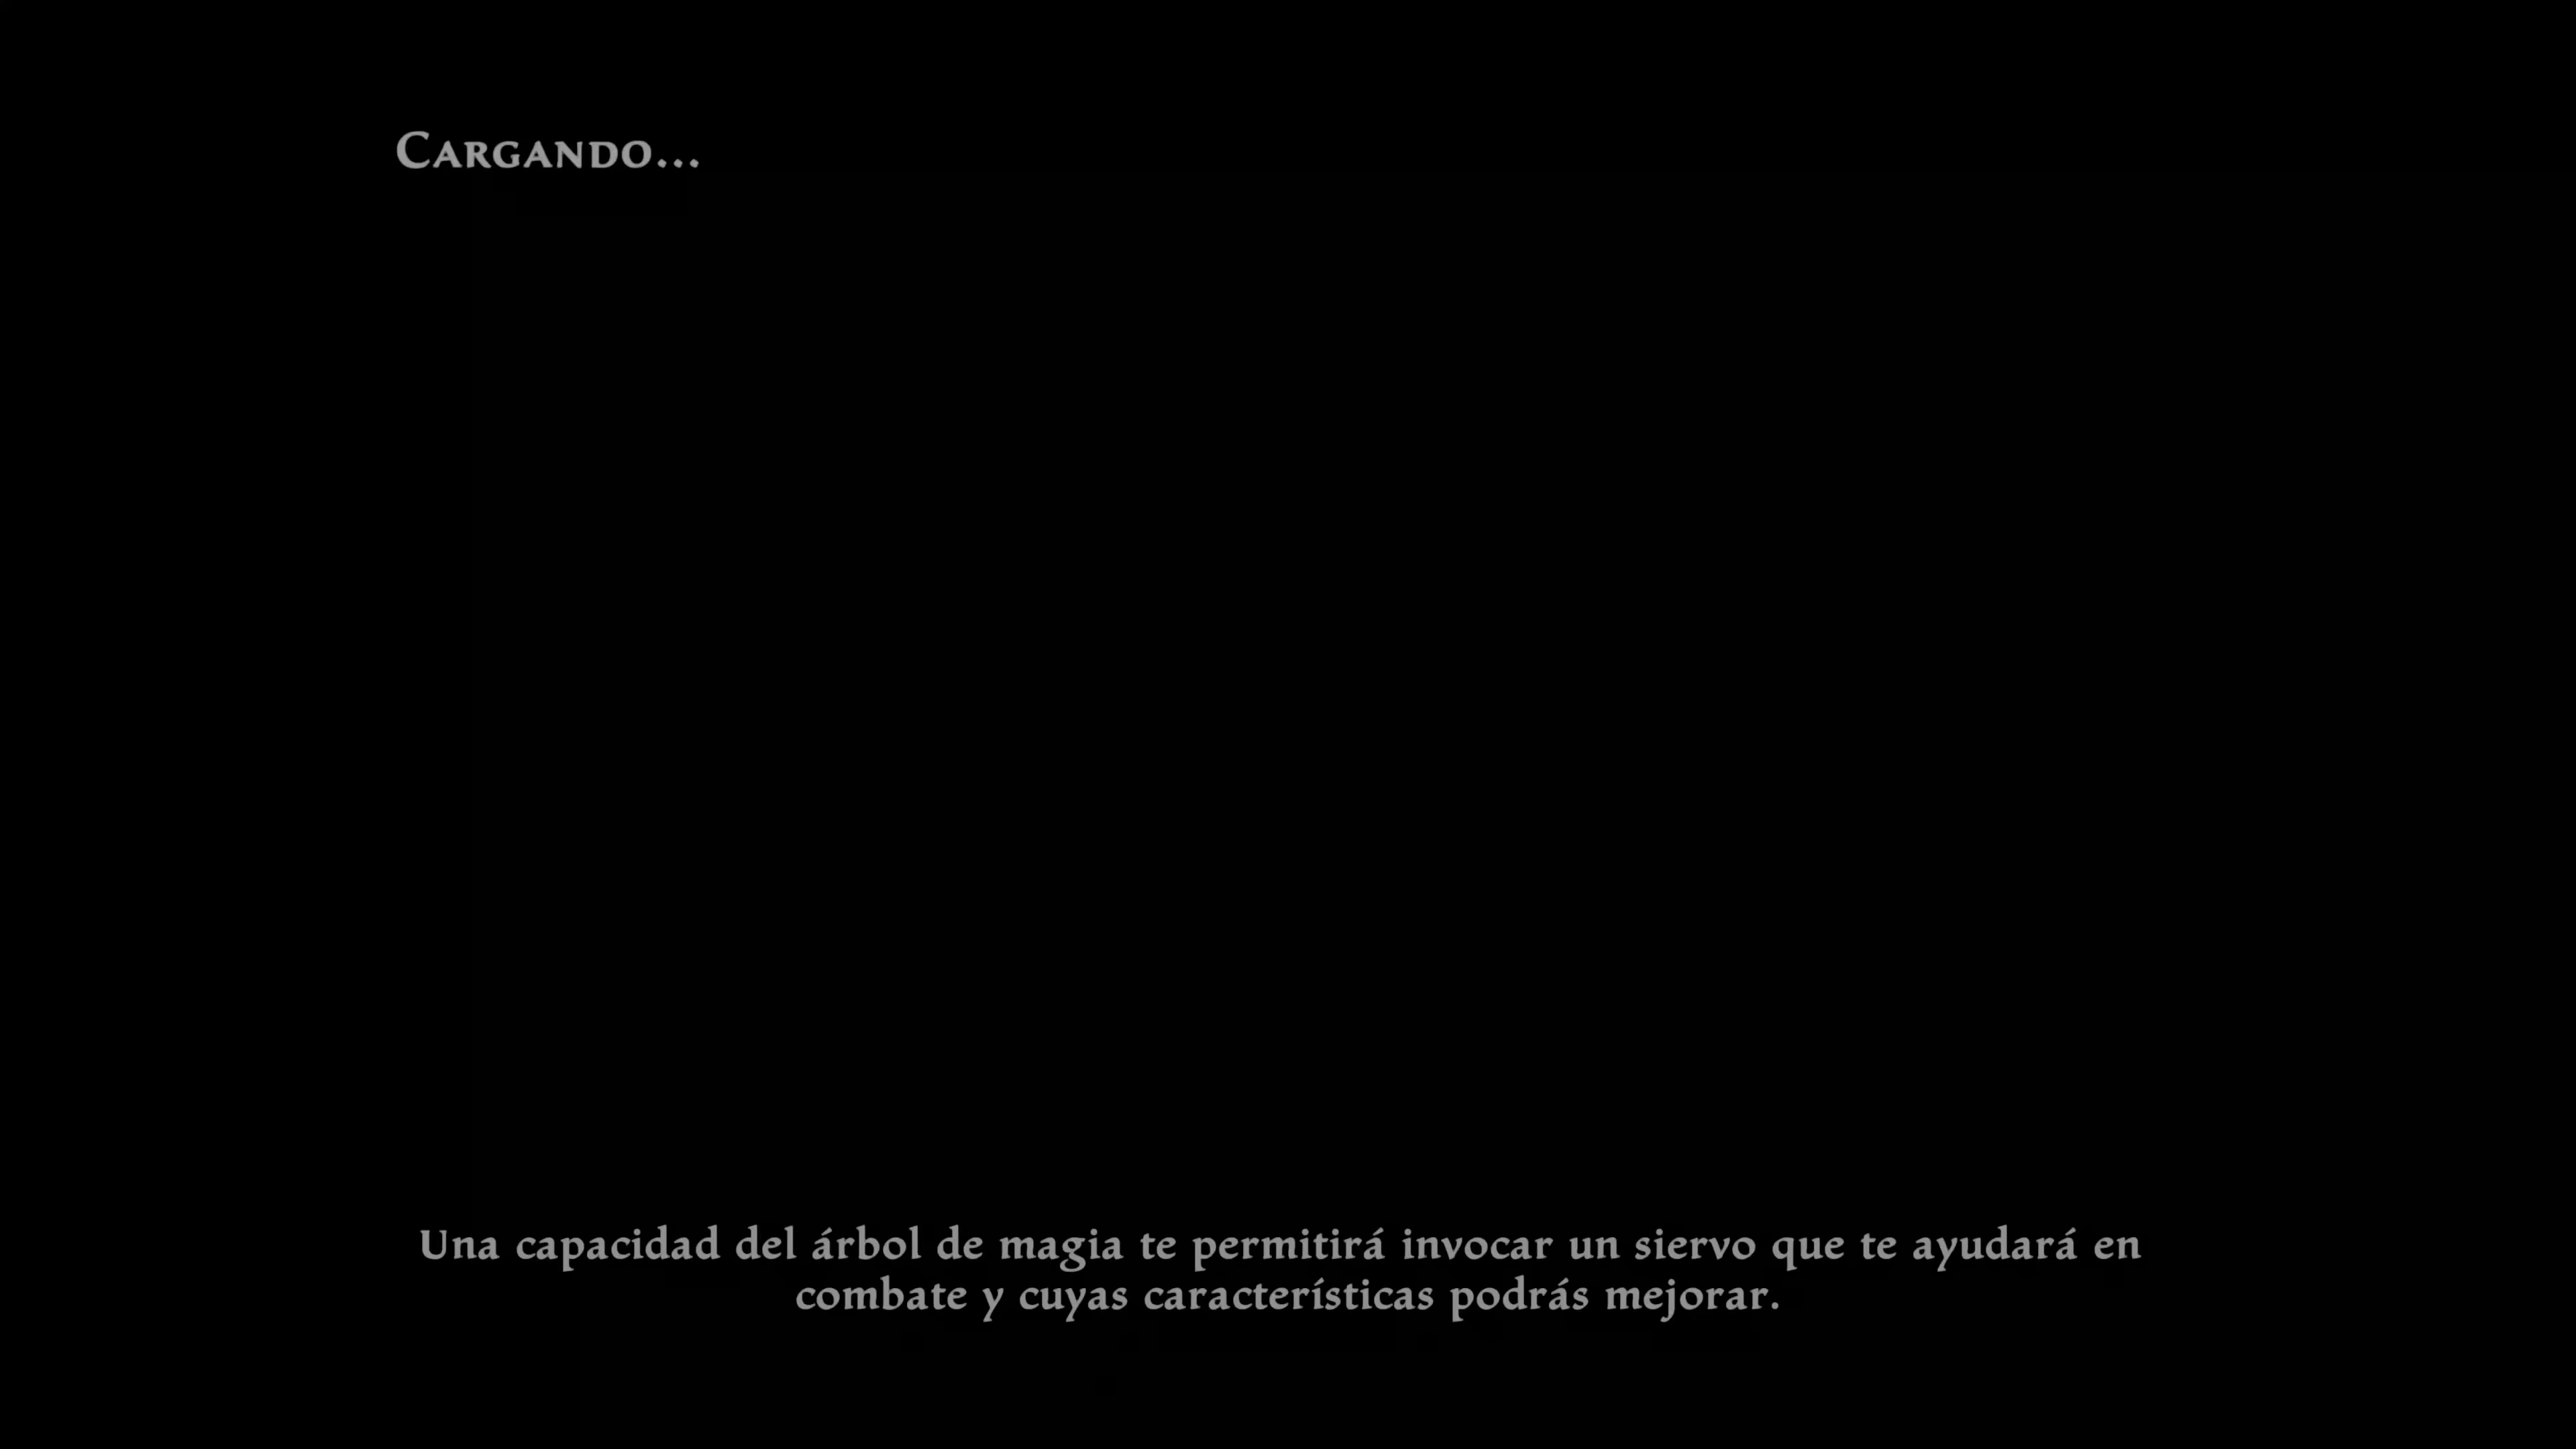 Cargando...
Una capacidad del árbol de magia te permitirá invocar un siervo que te ayudará en
combate y cuyas características podrás mejorar.